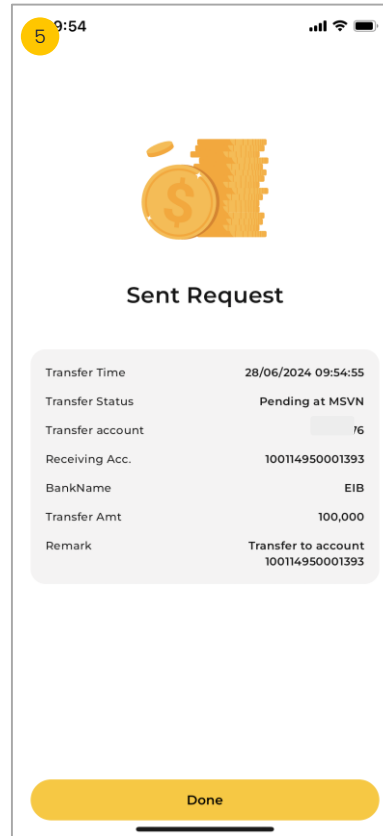 5
9:54
$
Sent Request
Transfer Time 28/06/2024 09:54:55
Transfer Status Pending at MSVN
Transfer account 76
Receiving Acc. 100114950001393
BankName EIB
Transfer Amt 100,000
Remark Transfer to account
100114950001393
Done